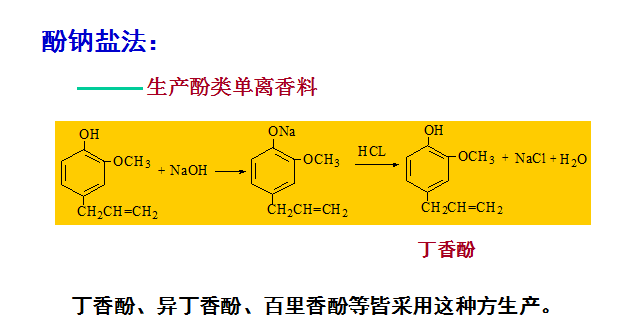 酚钠盐法：
——生产酚类单离香料
OH ONa OH
OCH3 + NaOH OCH3 HCL OCH3 + NaCl + H2O
CH2CH=CH2 CH2CH=CH2 CH2CH=CH2
丁香酚
丁香酚、异丁香酚、百里香酚等皆采用这种方生产。